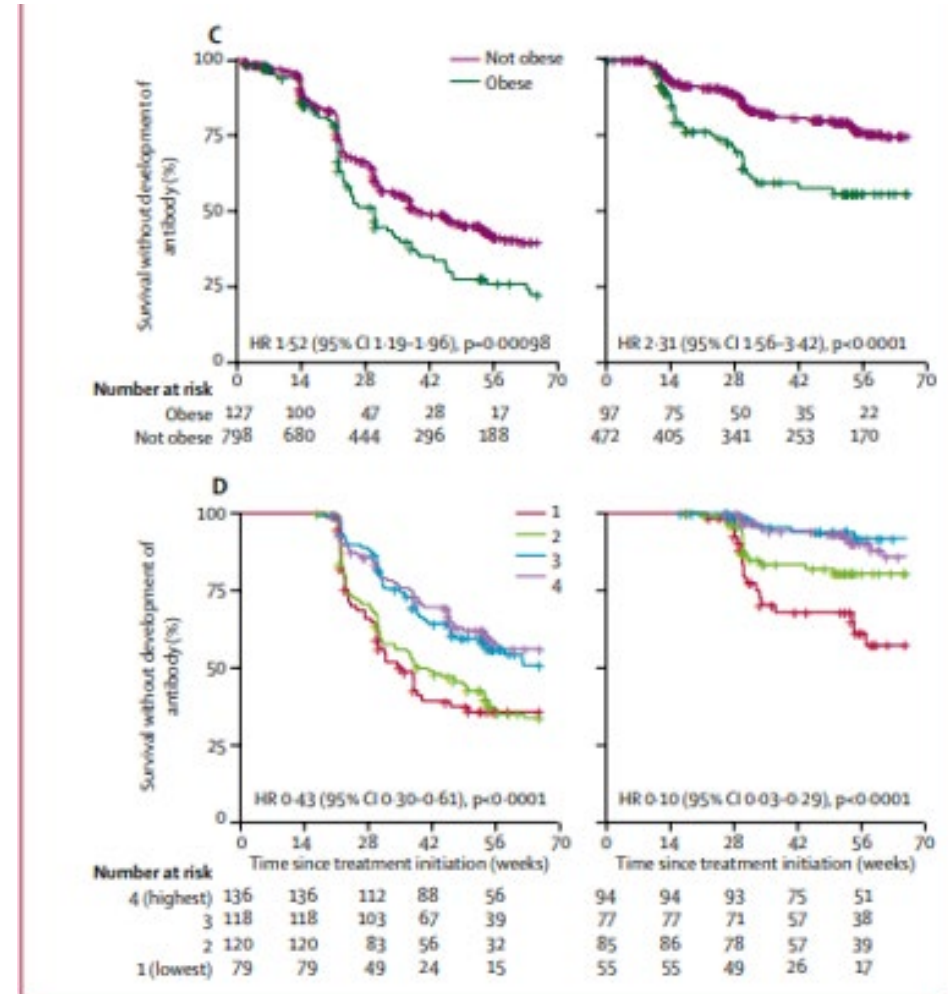 C
Survival without development of
antibody (%)
100
75
50
25
0
Not obese
Obese
HR 1·52 (95% CI 1·19–1·96), p=0·00098
HR 2·31 (95% CI 1·56–3·42), p<0·0001
0 14 28 42 56 70
0 14 28 42 56 70
Number at risk
Obese 127 100 47 28 17 97 75 50 35 22
Not obese 798 680 444 296 188 472 405 341 253 170
D
Survival without development of
antibody (%)
100
75
50
25
0
1
2
3
4
HR 0·43 (95% CI 0·30–0·61), p<0·0001
HR 0·10 (95% CI 0·03–0·29), p<0·0001
0 14 28 42 56 70
0 14 28 42 56 70
Time since treatment initiation (weeks)
Time since treatment initiation (weeks)
Number at risk
4 (highest) 136 136 112 88 56 94 94 93 75 51
3 118 118 103 67 39 77 77 71 57 38
2 120 120 83 56 32 85 86 78 57 39
1 (lowest) 79 79 49 24 15 55 55 49 26 17